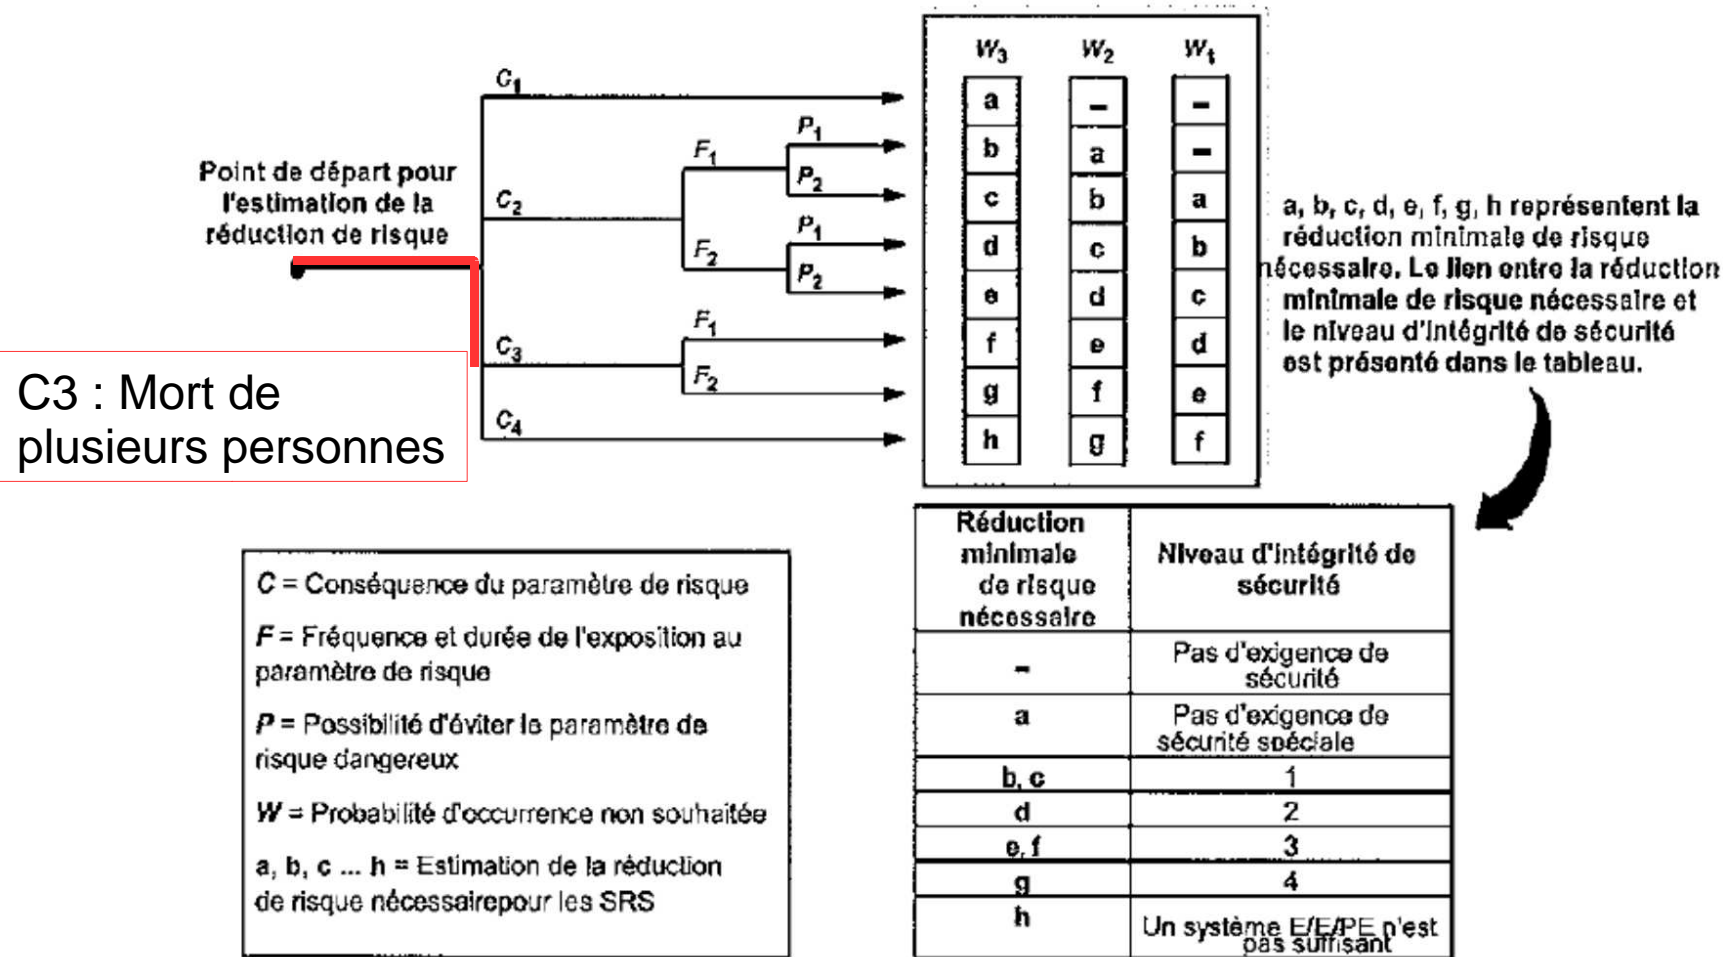 W3 W2 W1
C1
a - -
P1
F1
b a -
Point de départ pour
l'estimation de la
réduction de risque
P2
C2
c b a
P1
F2
d c b
P2
e d c
F1
C3
f e d
F2
g f e
C4
h g f
a, b, c, d, e, f, g, h représentent la
réduction minimale de risque
nécessaire. Le lien entre la réduction
minimale de risque nécessaire et
le niveau d'intégrité de sécurité
est présenté dans le tableau.
C3 : Mort de
plusieurs personnes
C = Conséquence du paramètre de risque
F = Fréquence et durée de l'exposition au
paramètre de risque
P = Possibilité d'éviter le paramètre de
risque dangereux
W = Probabilité d'occurrence non souhaitée
a, b, c ... h = Estimation de la réduction
de risque nécessairepour les SRS
Réduction
minimale
de risque
nécessaire
Niveau d'intégrité de
sécurité
-
Pas d'exigence de
sécurité
a
Pas d'exigence de
sécurité spéciale
b, c 1
d 2
e, f 3
g 4
h
Un système E/E/PE n'est
pas suffisant